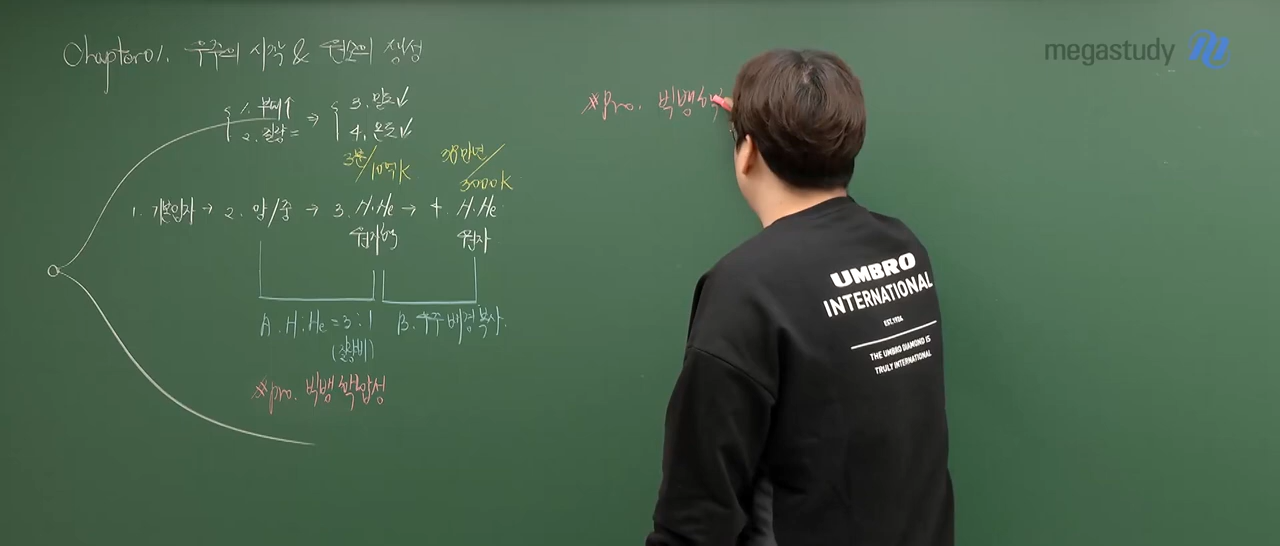 Chapter 01. 우주의 시작 & 원소의 생성
megastudy
1. 부피↑
2. 질량 =
⇒
3. 밀도↓
4. 온도↓
※pro. 빅뱅핵
3분/10억K
38만년/3000K
1. 기본입자 → 2. 양/중 → 3. H·He → 4. H·He
원자핵
원자
A. H:He = 3:1
(질량비)
B. 우주배경복사.
※pro. 빅뱅 핵합성
UMBRO
INTERNATIONAL
EST. 1924
THE UMBRO DIAMOND IS
TRULY INTERNATIONAL